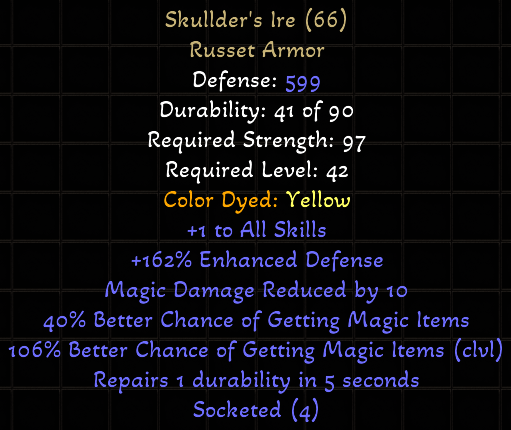 Skullder's Ire (66)
Russet Armor
Defense: 599
Durability: 41 of 90
Required Strength: 97
Required Level: 42
Color Dyed: Yellow
+1 to All Skills
+162% Enhanced Defense
Magic Damage Reduced by 10
40% Better Chance of Getting Magic Items
106% Better Chance of Getting Magic Items (clvl)
Repairs 1 durability in 5 seconds
Socketed (4)